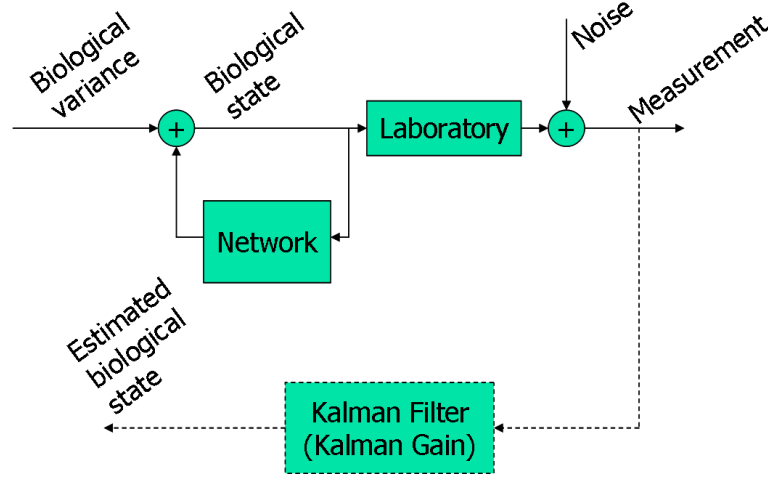 Biological
variance
Biological
state
Noise
Measurement
+
Laboratory
+
Network
Estimated
biological
state
Kalman Filter
(Kalman Gain)